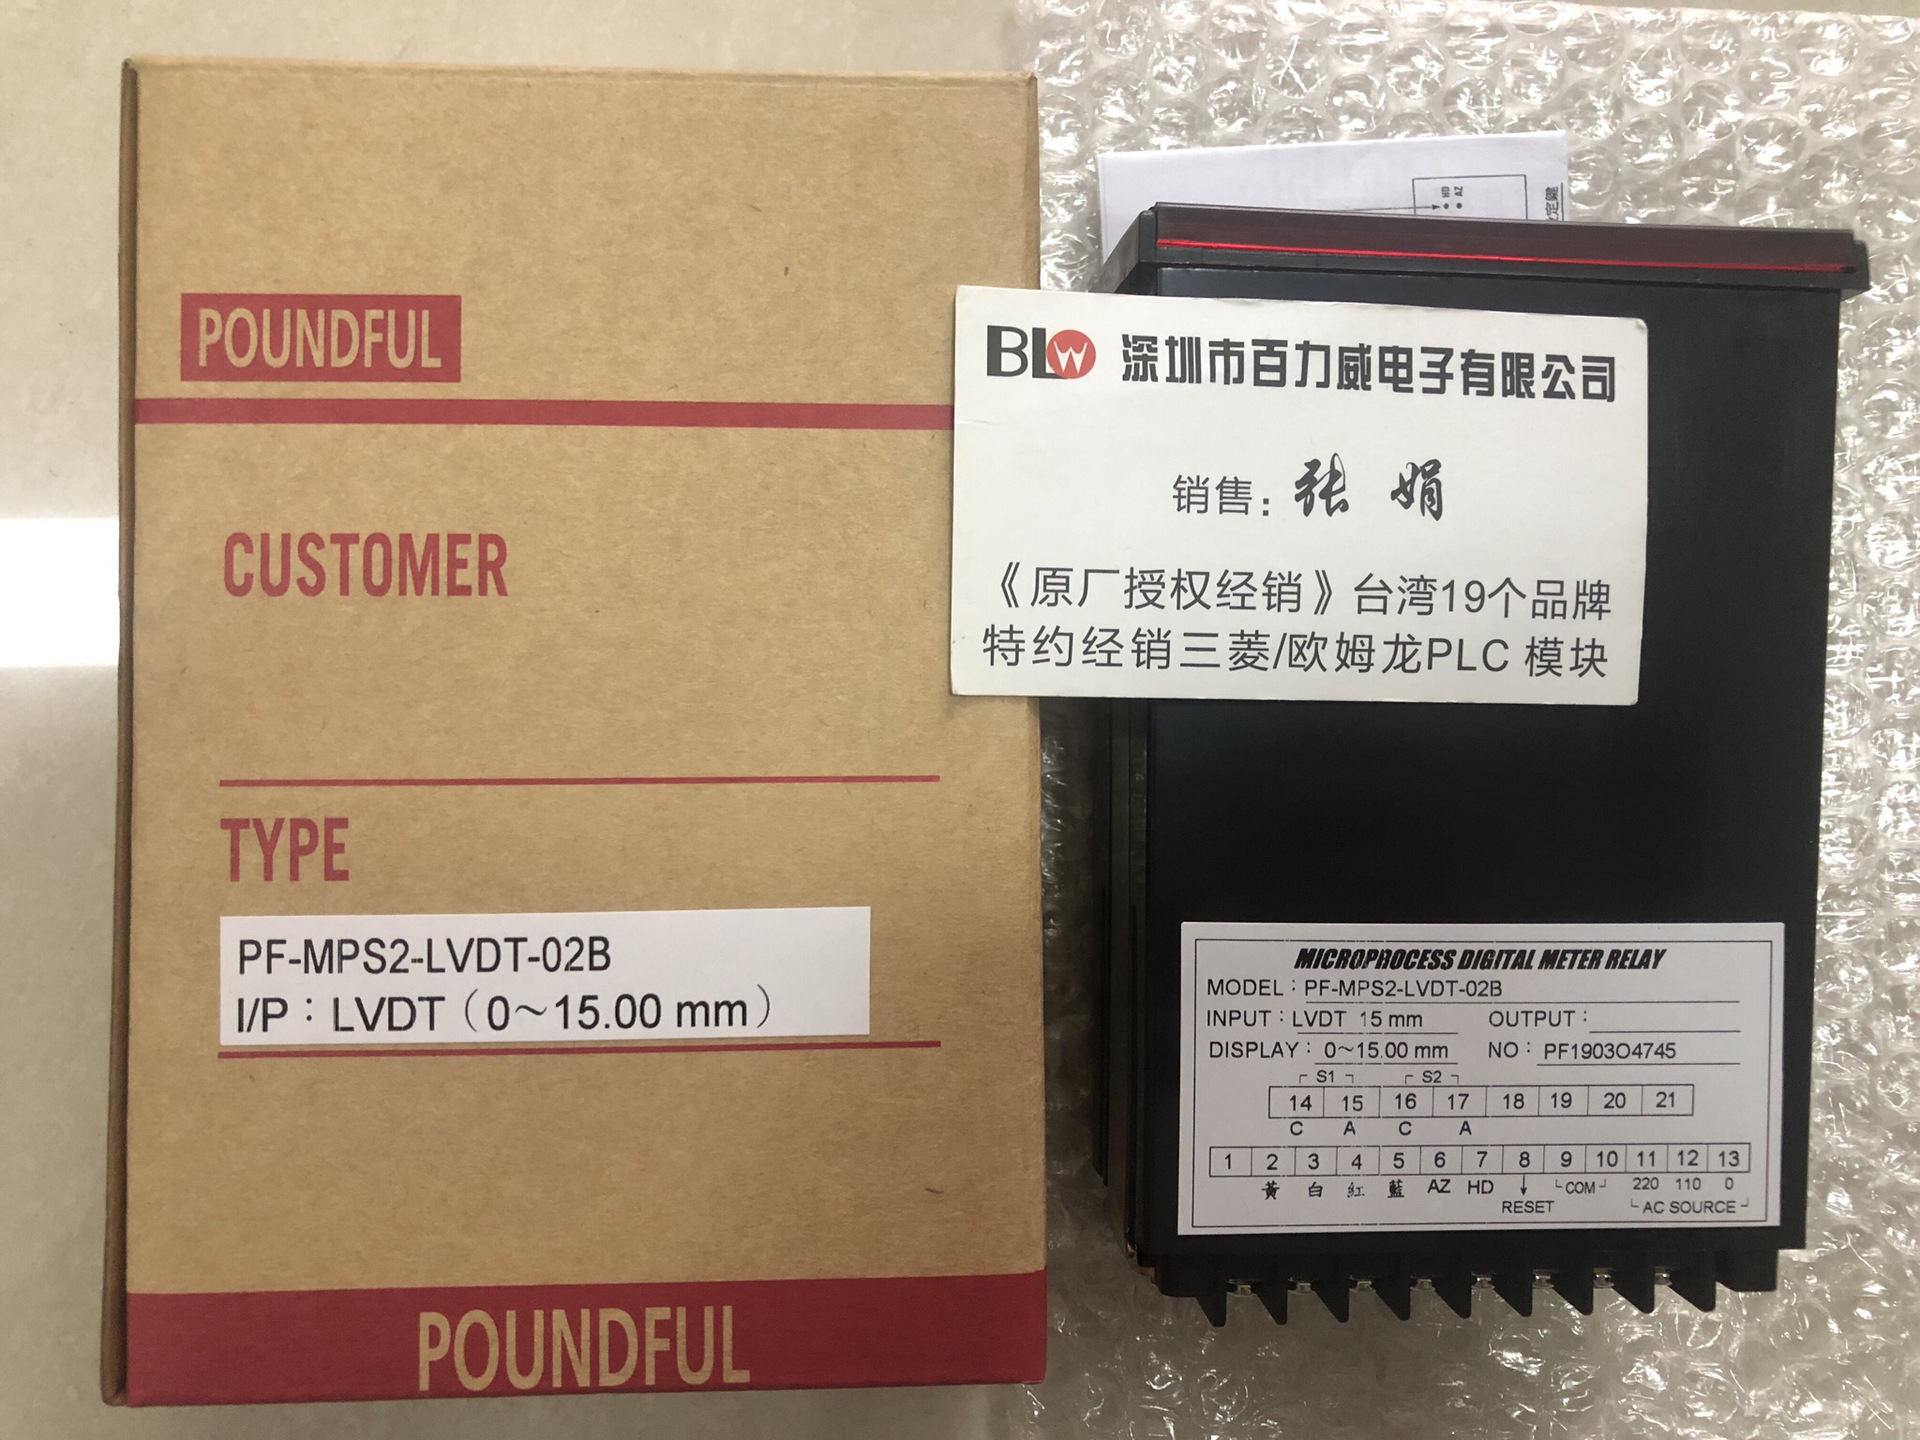 POUNDFUL
CUSTOMER
TYPE
PF-MPS2-LVDT-02B
I/P：LVDT（0～15.00 mm）
POUNDFUL
HD
AZ
定鍵
BLW 深圳市百力威电子有限公司
销售：张 娟
《原厂授权经销》台湾19个品牌
特约经销三菱/欧姆龙PLC 模块
MICROPROCESS DIGITAL METER RELAY
MODEL：PF-MPS2-LVDT-02B
INPUT：LVDT 15 mm OUTPUT：
DISPLAY：0～15.00 mm NO：PF1903O4745
S1 S2
14 15 16 17 18 19 20 21
C A C A
1 2 3 4 5 6 7 8 9 10 11 12 13
黃 白 紅 藍 AZ HD ↓ COM 220 110 0
RESET AC SOURCE